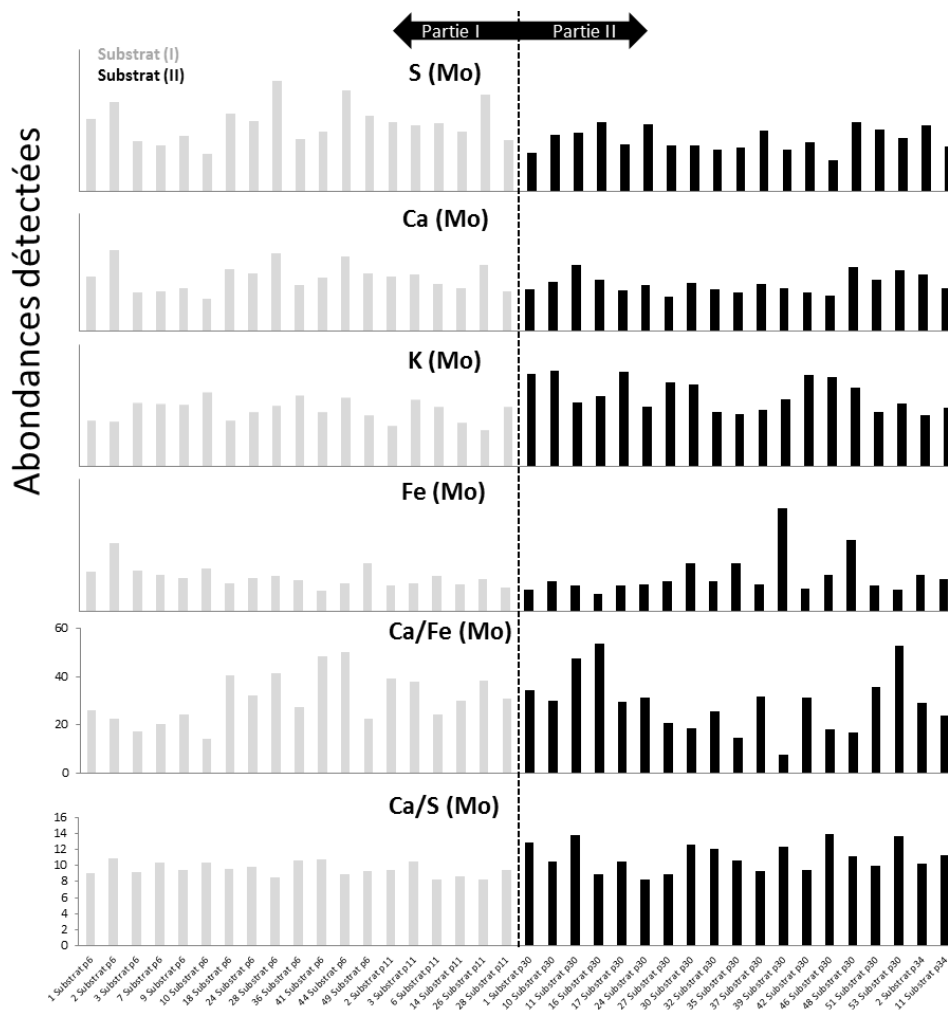 Partie I
Partie II
Substrat (I)
Substrat (II)
Abondances détectées
S (Mo)
Ca (Mo)
K (Mo)
Fe (Mo)
Ca/Fe (Mo)
60
40
20
0
Ca/S (Mo)
16
14
12
10
8
6
4
2
0
1 Substrat p6
2 Substrat p6
3 Substrat p6
7 Substrat p6
9 Substrat p6
10 Substrat p6
18 Substrat p6
24 Substrat p6
28 Substrat p6
36 Substrat p6
41 Substrat p6
44 Substrat p6
49 Substrat p6
2 Substrat p11
3 Substrat p11
6 Substrat p11
14 Substrat p11
26 Substrat p11
28 Substrat p11
1 Substrat p30
10 Substrat p30
11 Substrat p30
16 Substrat p30
17 Substrat p30
24 Substrat p30
27 Substrat p30
30 Substrat p30
32 Substrat p30
35 Substrat p30
37 Substrat p30
39 Substrat p30
42 Substrat p30
46 Substrat p30
48 Substrat p30
51 Substrat p30
53 Substrat p30
2 Substrat p34
11 Substrat p34